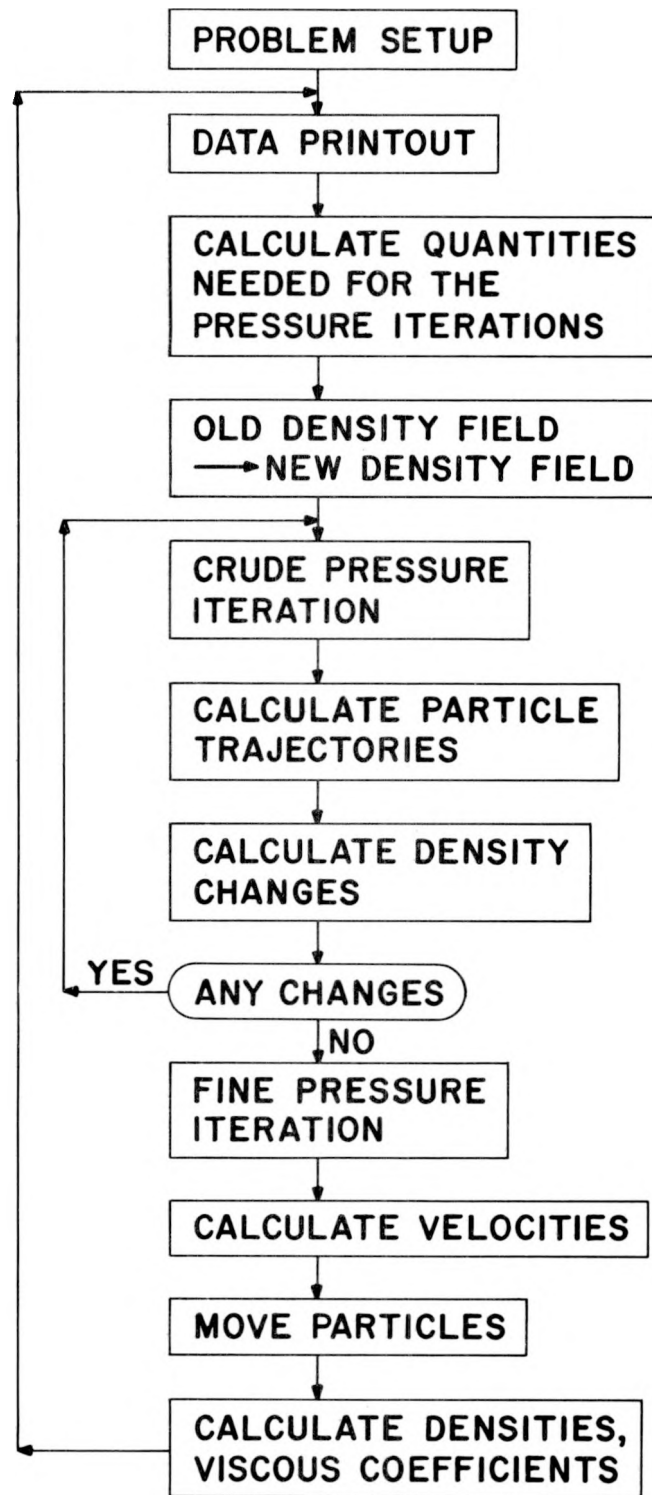 PROBLEM SETUP
DATA PRINTOUT
CALCULATE QUANTITIES
NEEDED FOR THE
PRESSURE ITERATIONS
OLD DENSITY FIELD
→ NEW DENSITY FIELD
CRUDE PRESSURE
ITERATION
CALCULATE PARTICLE
TRAJECTORIES
CALCULATE DENSITY
CHANGES
YES
ANY CHANGES
NO
FINE PRESSURE
ITERATION
CALCULATE VELOCITIES
MOVE PARTICLES
CALCULATE DENSITIES,
VISCOUS COEFFICIENTS